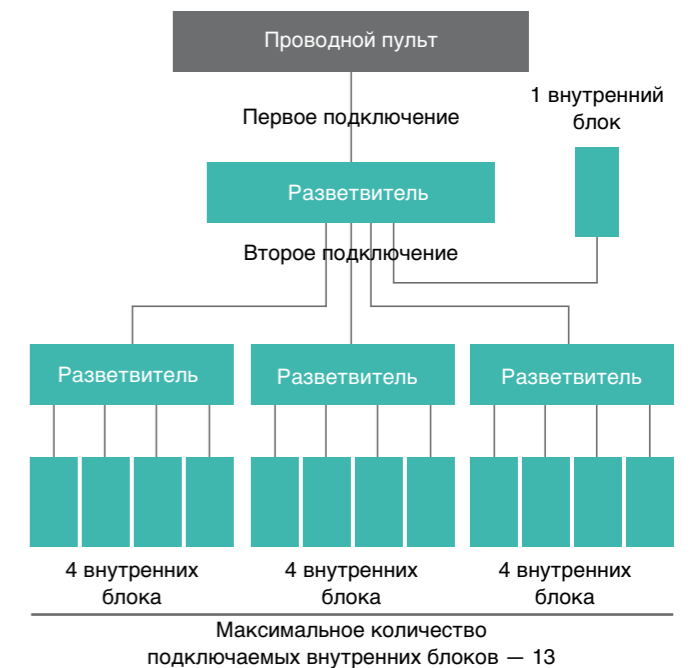 Проводной пульт
1 внутренний
блок
Первое подключение
Разветвитель
Второе подключение
Разветвитель
Разветвитель
Разветвитель
4 внутренних
блока
4 внутренних
блока
4 внутренних
блока
Максимальное количество
подключаемых внутренних блоков — 13